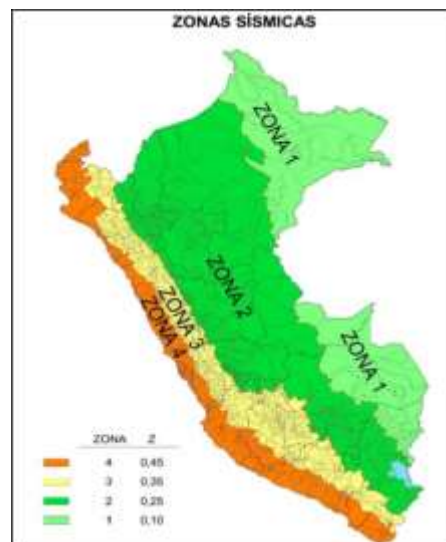 ZONAS SÍSMICAS
ZONA 1
ZONA 2
ZONA 3
ZONA 4
ZONA 1
ZONA Z
4 0,45
3 0,35
2 0,25
1 0,10